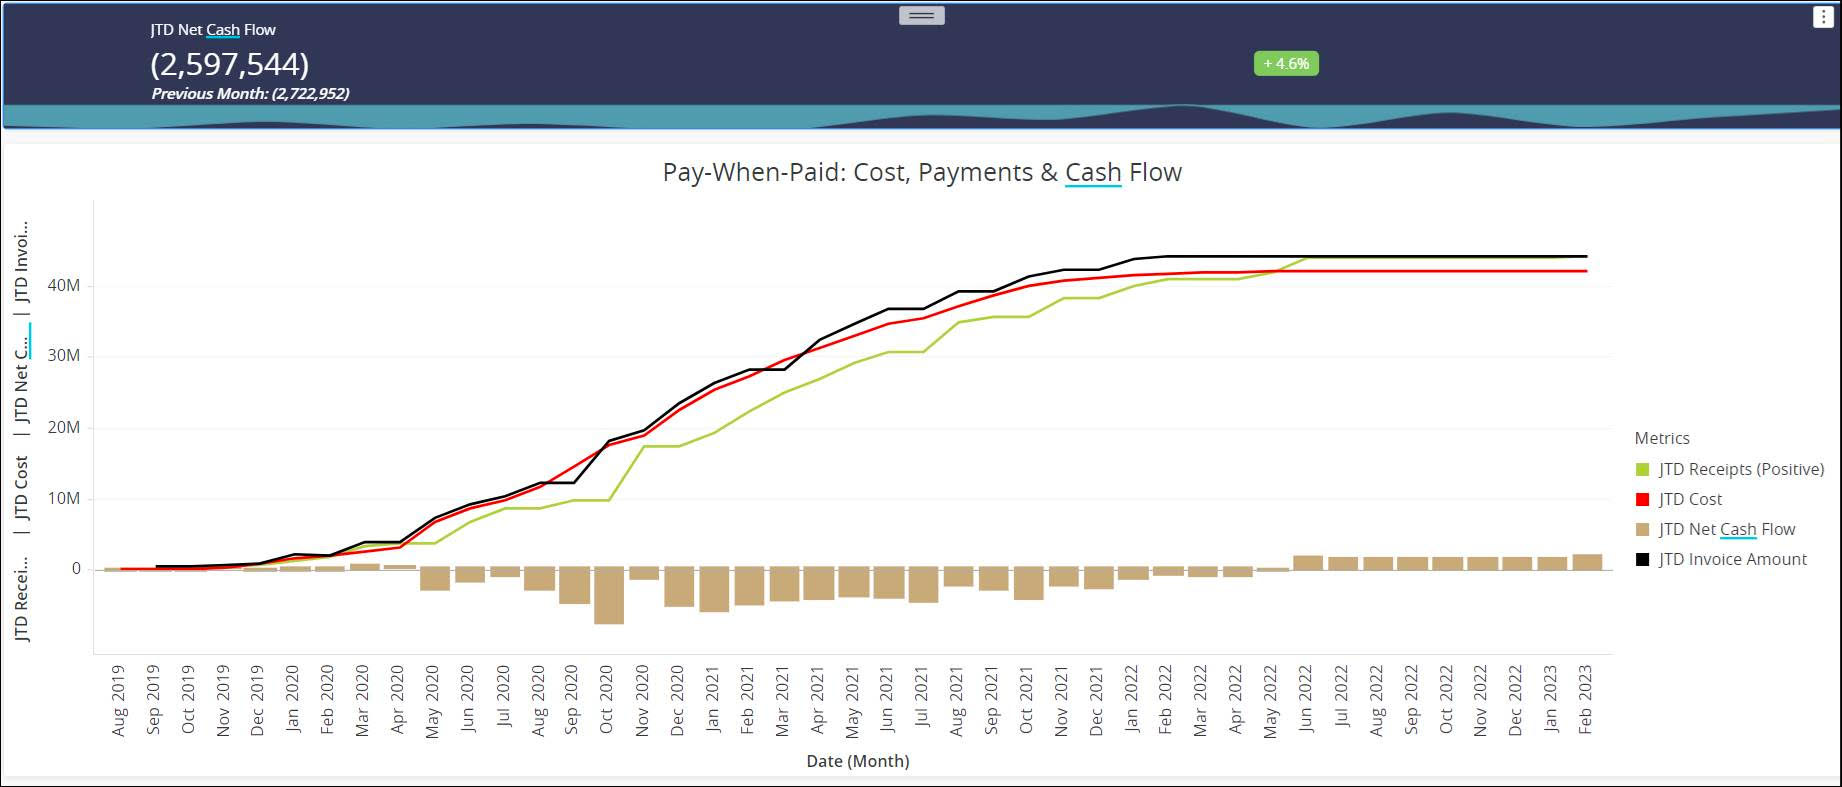 JTD Net Cash Flow
(2,597,544)
+ 4.6%
Previous Month: (2,722,952)
Pay-When-Paid: Cost, Payments & Cash Flow
JTD Recei... | JTD Cost | JTD Net C... | JTD Invoi...
40M
30M
20M
10M
0
Aug 2019
Sep 2019
Oct 2019
Nov 2019
Dec 2019
Jan 2020
Feb 2020
Mar 2020
Apr 2020
May 2020
Jun 2020
Jul 2020
Aug 2020
Sep 2020
Oct 2020
Nov 2020
Dec 2020
Jan 2021
Feb 2021
Mar 2021
Apr 2021
May 2021
Jun 2021
Jul 2021
Aug 2021
Sep 2021
Oct 2021
Nov 2021
Dec 2021
Jan 2022
Feb 2022
Mar 2022
Apr 2022
May 2022
Jun 2022
Jul 2022
Aug 2022
Sep 2022
Oct 2022
Nov 2022
Dec 2022
Jan 2023
Feb 2023
Date (Month)
Metrics
JTD Receipts (Positive)
JTD Cost
JTD Net Cash Flow
JTD Invoice Amount